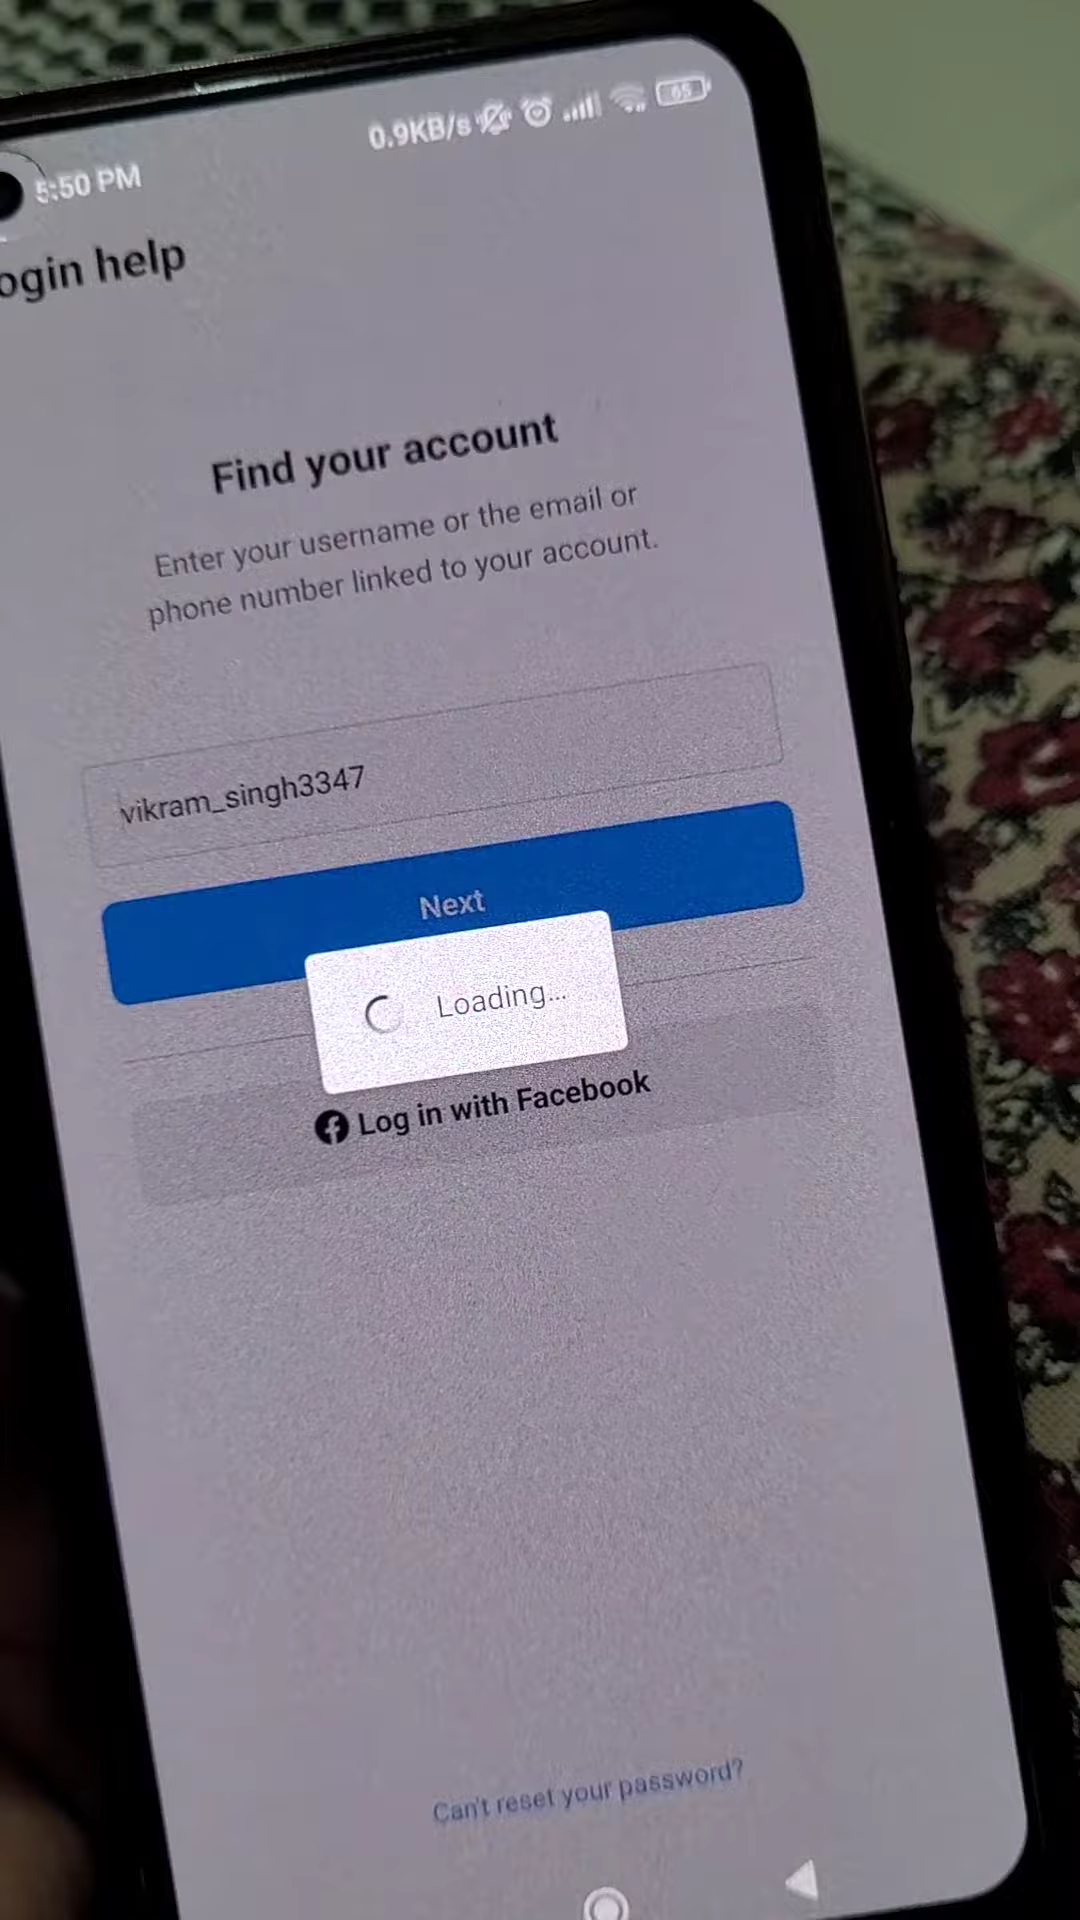 0.9KB/s 65
5:50 PM
ogin help
Find your account
Enter your username or the email or
phone number linked to your account.
vikram_singh3347
Next
Loading...
Log in with Facebook
Can't reset your password?